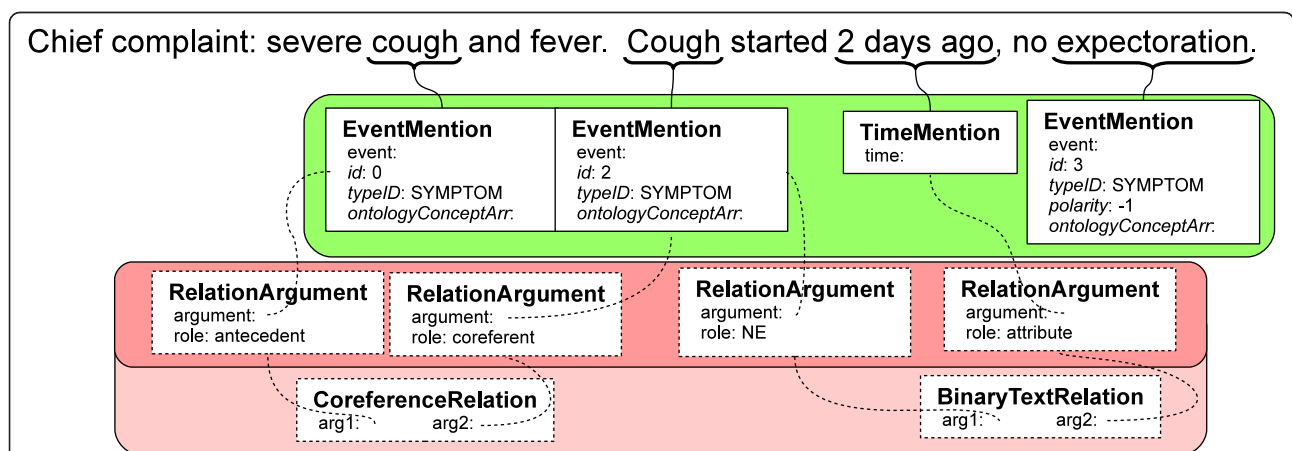 Chief complaint: severe cough and fever. Cough started 2 days ago, no expectoration.
EventMention
event:
id: 0
typeID: SYMPTOM
ontologyConceptArr:
EventMention
event:
id: 2
typeID: SYMPTOM
ontologyConceptArr:
TimeMention
time:
EventMention
event:
id: 3
typeID: SYMPTOM
polarity: -1
ontologyConceptArr:
RelationArgument
argument:
role: antecedent
RelationArgument
argument:
role: coreferent
RelationArgument
argument:
role: NE
RelationArgument
argument:
role: attribute
CoreferenceRelation
arg1: arg2:
BinaryTextRelation
arg1: arg2: